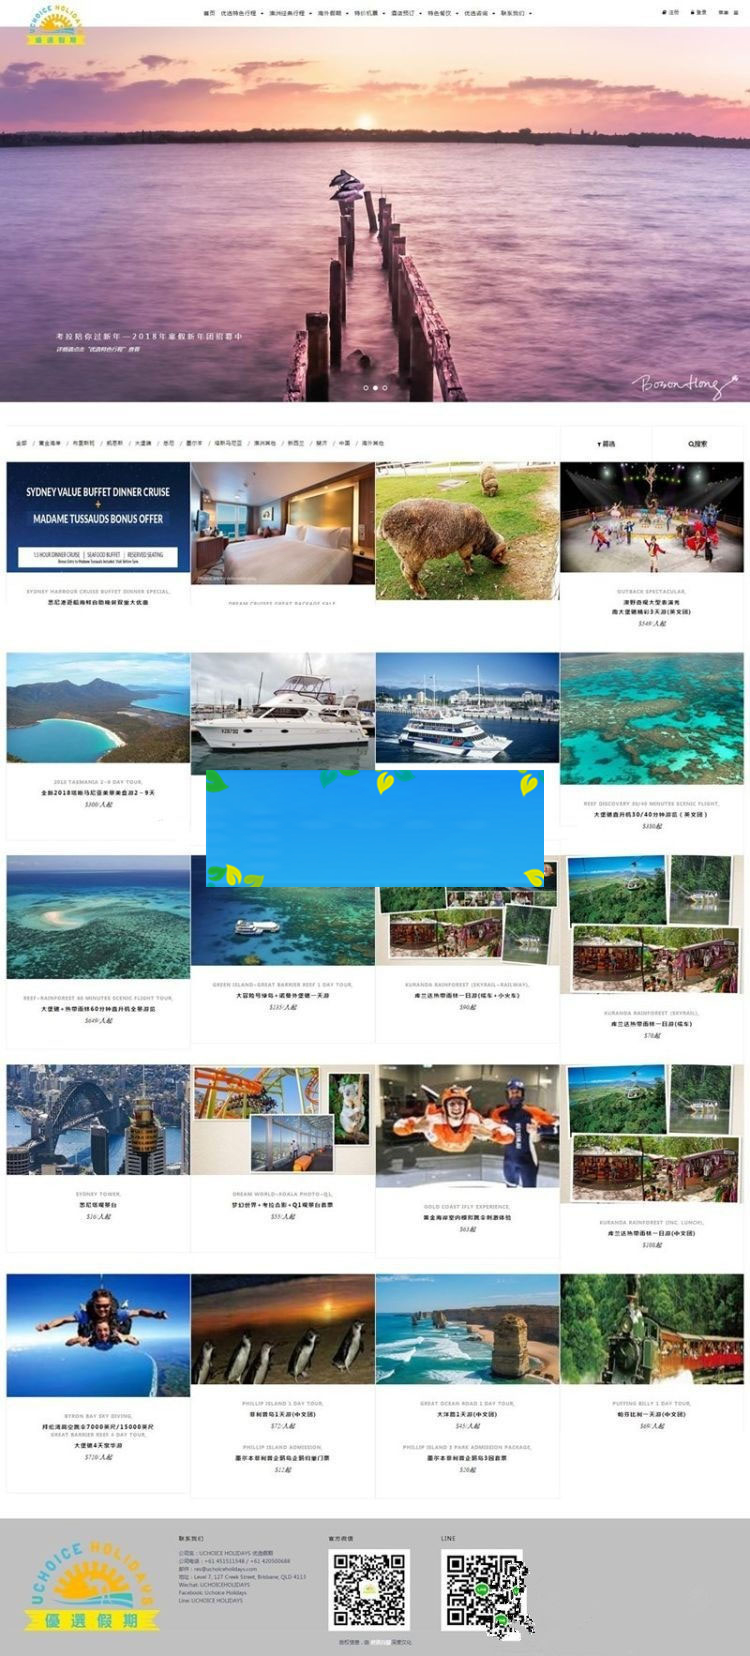 UCHOICE HOLIDAYS
優選假期
首页 优选特色行程 澳洲经典行程 海外假期 特价机票 酒店预订 特色餐饮 优选咨询 联系我们
注册 登录 菜单
考拉陪你过新年—2018年寒假新年团招募中
详细请点击“优选特色行程”查看
BosonHong
全部 / 黄金海岸 / 布里斯班 / 凯恩斯 / 大堡礁 / 悉尼 / 墨尔本 / 塔斯马尼亚 / 澳洲其他 / 新西兰 / 斐济 / 中国 / 海外其他
筛选 搜索
SYDNEY VALUE BUFFET DINNER CRUISE
+
MADAME TUSSAUDS BONUS OFFER
1.5 HOUR DINNER CRUISE | SEAFOOD BUFFET | RESERVED SEATING
SYDNEY HARBOUR CRUISE BUFFET DINNER SPECIAL,
悉尼港游船海鲜自助晚餐双重大优惠
DREAM CRUISES GREAT PACKAGE SALE
OUTBACK SPECTACULAR,
澳野奇观大型表演秀
南大堡礁精彩3天游(英文团)
$549/人起
2018 TASMANIA 2-9 DAY TOUR,
全新2018塔斯马尼亚美景美食游2-9天
$300/人起
REEF DISCOVERY 30/40 MINUTES SCENIC FLIGHT,
大堡礁直升机30/40分钟游览（英文团）
$330起
REEF-RAINFOREST 60 MINUTES SCENIC FLIGHT TOUR,
大堡礁+热带雨林60分钟直升机全景游览
$649/人起
GREEN ISLAND-GREAT BARRIER REEF 1 DAY TOUR,
大冒险号绿岛+诺曼外堡礁一天游
$235/人起
KURANDA RAINFOREST (SKYRAIL-RAILWAY),
库兰达热带雨林一日游(缆车+小火车)
$90起
KURANDA RAINFOREST (SKYRAIL),
库兰达热带雨林一日游(缆车)
$78起
SYDNEY TOWER,
悉尼塔观景台
$16/人起
DREAM WORLD-KOALA PHOTO-Q1,
梦幻世界+考拉合影+Q1观景台套票
$55/人起
GOLD COAST IFLY EXPERIENCE,
黄金海岸室内模拟跳伞刺激体验
$63起
KURANDA RAINFOREST (INC. LUNCH),
库兰达热带雨林一日游(中文团)
$108起
BYRON BAY SKY DIVING,
拜伦湾高空跳伞7000英尺/15000英尺
GREAT BARRIER REEF 4 DAY TOUR,
大堡礁4天豪华游
$720/人起
PHILLIP ISLAND 1 DAY TOUR,
菲利普岛1天游(中文团)
$72/人起
PHILLIP ISLAND ADMISSION,
墨尔本菲利普企鹅岛企鹅归巢门票
$12起
GREAT OCEAN ROAD 1 DAY TOUR,
大洋路1天游(中文团)
$45/人起
PHILLIP ISLAND 3 PARK ADMISSION PACKAGE,
墨尔本菲利普企鹅岛3园套票
$20起
PUFFING BILLY 1 DAY TOUR,
帕芬比利一天游(中文团)
$69/人起
UCHOICE HOLIDAYS
優選假期
联系我们
公司名：UCHOICE HOLIDAYS 优选假期
公司电话：+61 451511548 / +61 420500688
邮件：res@uchoiceholidays.com
地址：Level 7, 127 Creek Street, Brisbane, QLD 4113
Wechat: UCHOICEHOLIDAYS
Facebook: Uchoice Holidays
Line: UCHOICE HOLIDAYS
官方微信
LINE